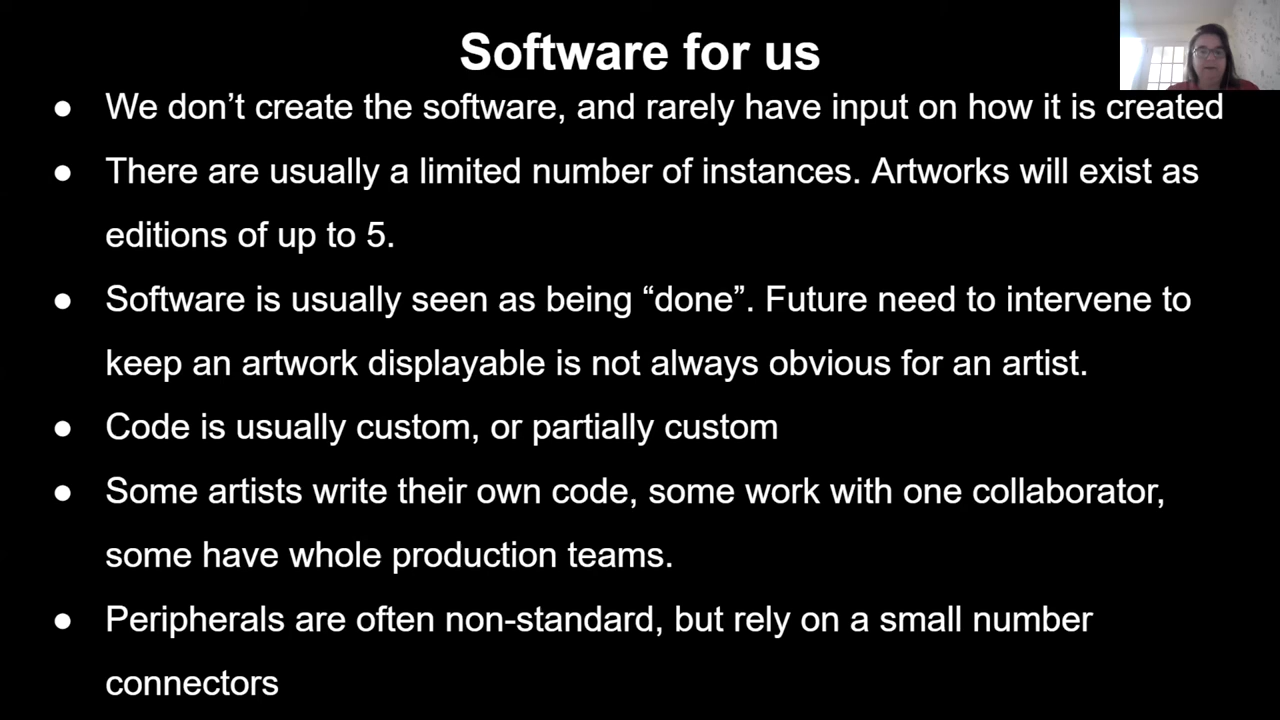 Software for us
● We don’t create the software, and rarely have input on how it is created
● There are usually a limited number of instances. Artworks will exist as
editions of up to 5.
● Software is usually seen as being “done”. Future need to intervene to
keep an artwork displayable is not always obvious for an artist.
● Code is usually custom, or partially custom
● Some artists write their own code, some work with one collaborator,
some have whole production teams.
● Peripherals are often non-standard, but rely on a small number
connectors